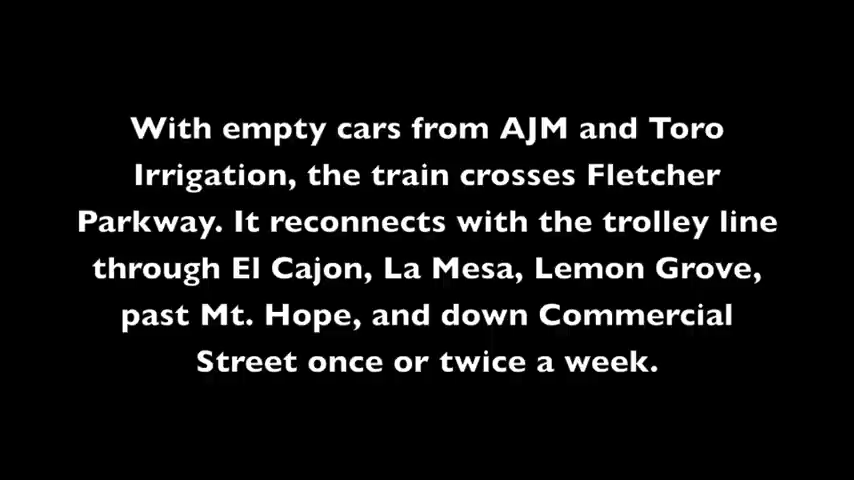 With empty cars from AJM and Toro
Irrigation, the train crosses Fletcher
Parkway. It reconnects with the trolley line
through El Cajon, La Mesa, Lemon Grove,
past Mt. Hope, and down Commercial
Street once or twice a week.